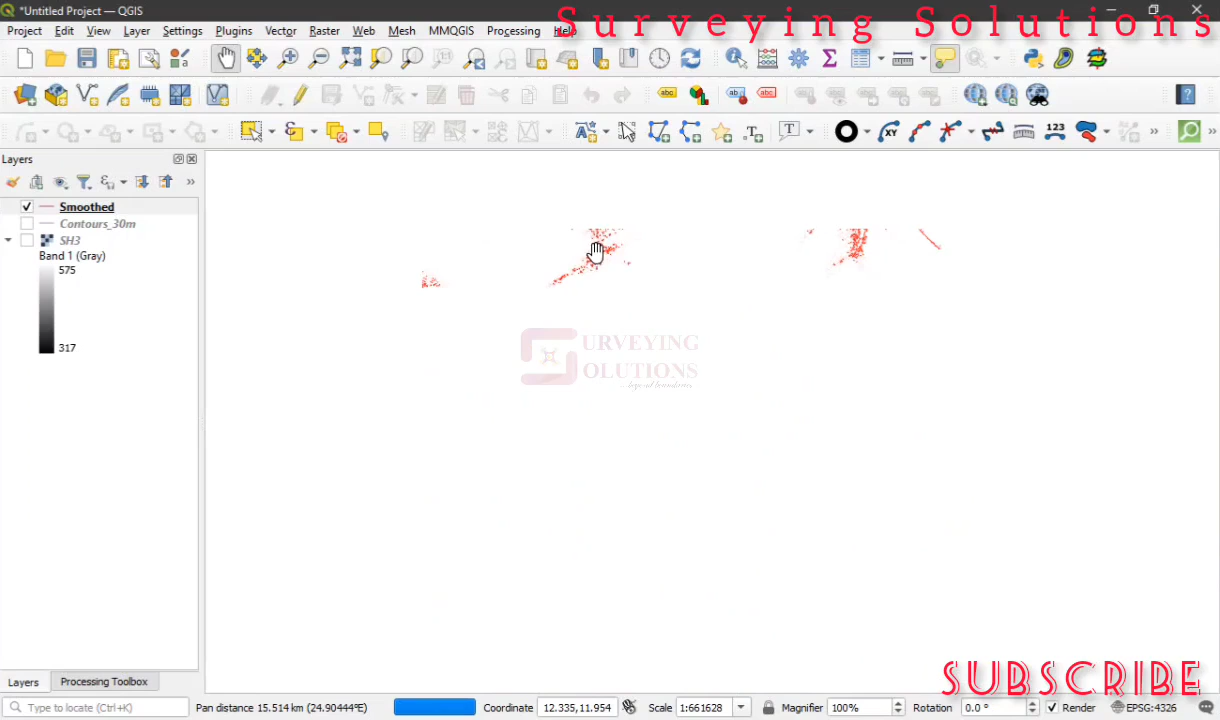 *Untitled Project — QGIS
Surveying Solutions
Project Edit View Layer Settings Plugins Vector Raster Web Mesh MMQGIS Processing Help
Layers
Smoothed
Contours_30m
SH3
Band 1 (Gray)
575
317
URVEYING
OLUTIONS
- beyond boundaries
Layers Processing Toolbox
SUBSCRIBE
Type to locate (Ctrl+K) Pan distance 15.514 km (24.90444°E) Coordinate 12.335,11.954 Scale 1:661628 Magnifier 100% Rotation 0.0 ° Render EPSG:4326